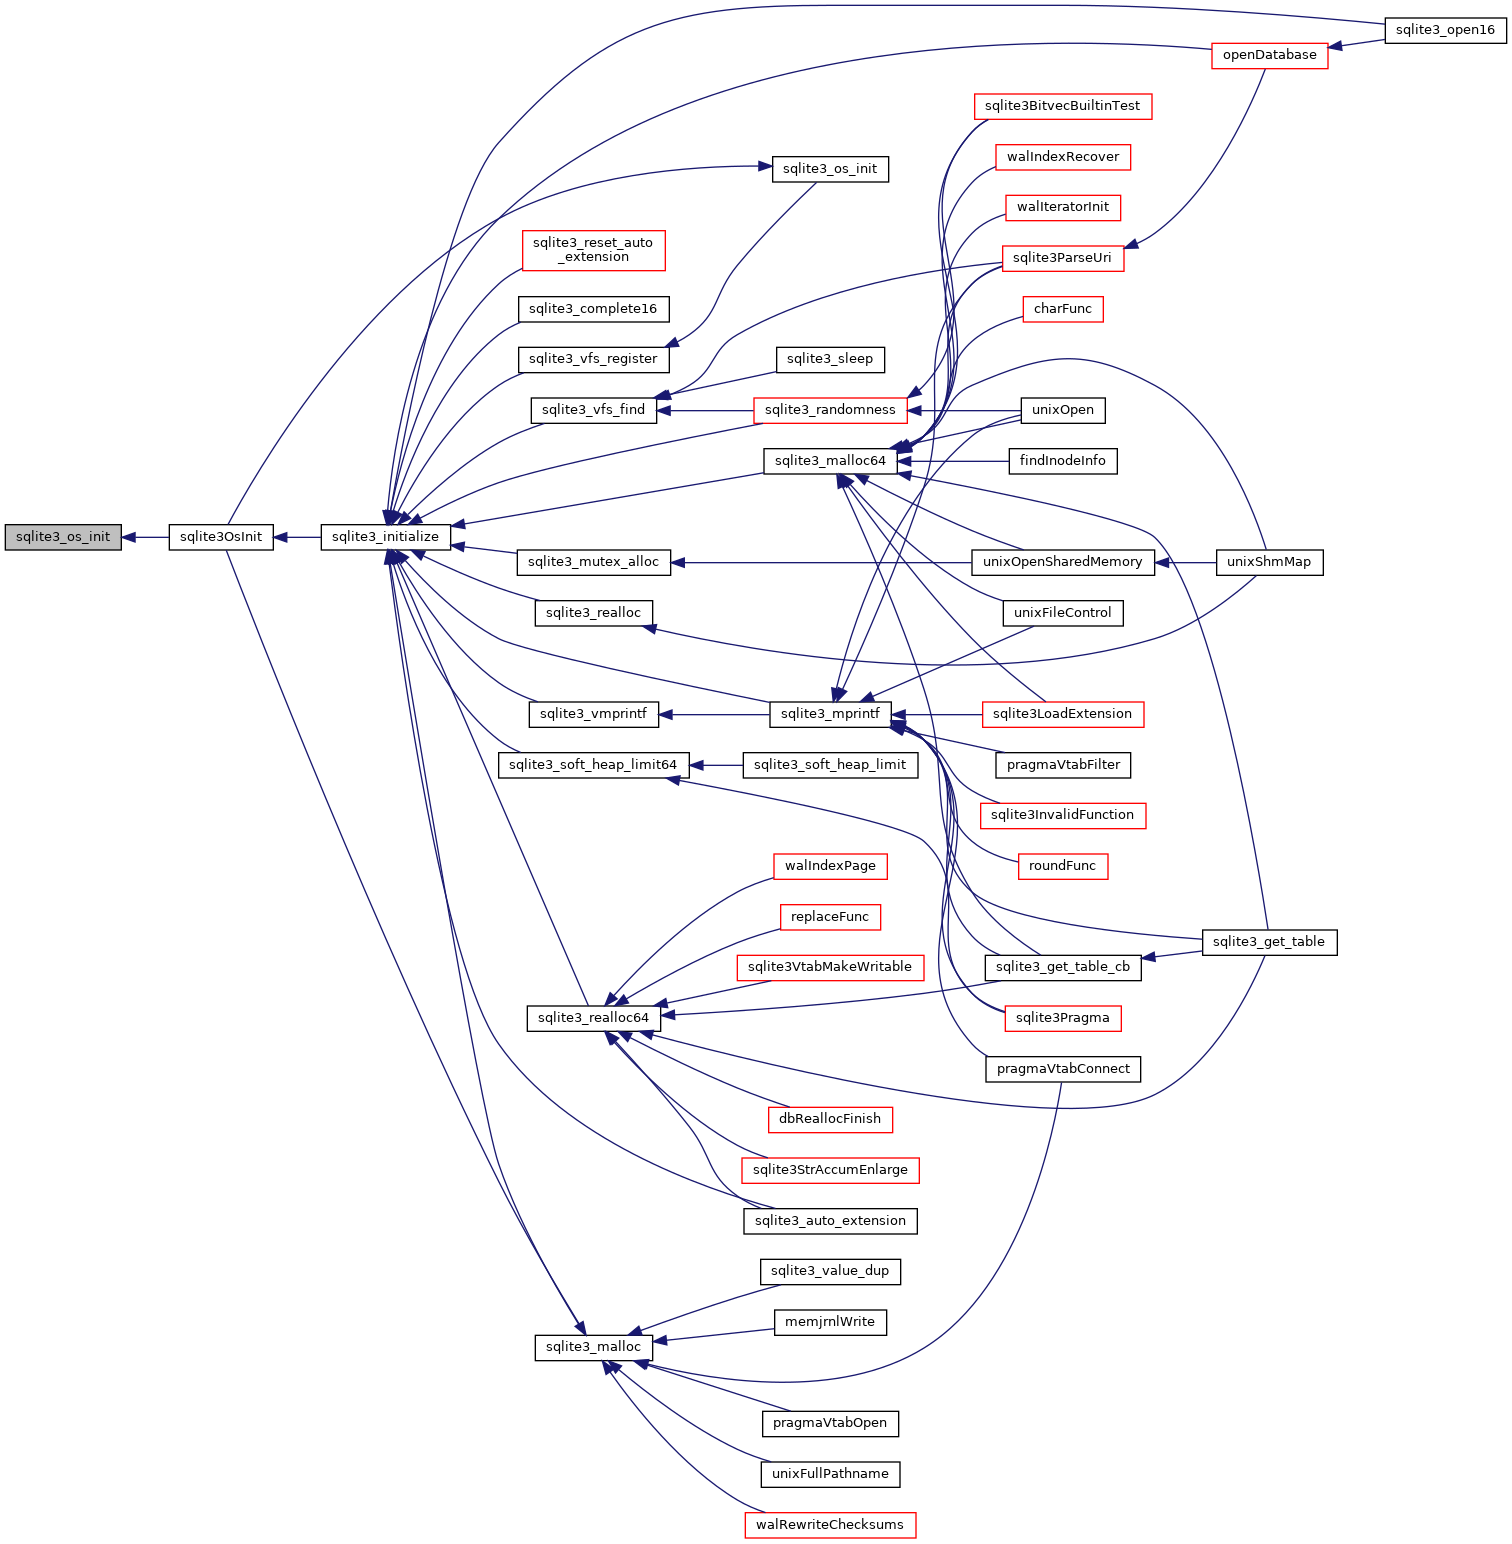 sqlite3_open16
openDatabase
sqlite3BitvecBuiltinTest
walIndexRecover
sqlite3_os_init
walIteratorInit
sqlite3_reset_auto
_extension
sqlite3ParseUri
sqlite3_complete16
charFunc
sqlite3_vfs_register
sqlite3_sleep
sqlite3_vfs_find
sqlite3_randomness
unixOpen
sqlite3_malloc64
findInodeInfo
sqlite3_os_init
sqlite3OsInit
sqlite3_initialize
sqlite3_mutex_alloc
unixOpenSharedMemory
unixShmMap
sqlite3_realloc
unixFileControl
sqlite3_vmprintf
sqlite3_mprintf
sqlite3LoadExtension
sqlite3_soft_heap_limit64
sqlite3_soft_heap_limit
pragmaVtabFilter
sqlite3InvalidFunction
walIndexPage
roundFunc
replaceFunc
sqlite3_get_table
sqlite3VtabMakeWritable
sqlite3_get_table_cb
sqlite3_realloc64
sqlite3Pragma
pragmaVtabConnect
dbReallocFinish
sqlite3StrAccumEnlarge
sqlite3_auto_extension
sqlite3_value_dup
memjrnlWrite
sqlite3_malloc
pragmaVtabOpen
unixFullPathname
walRewriteChecksums